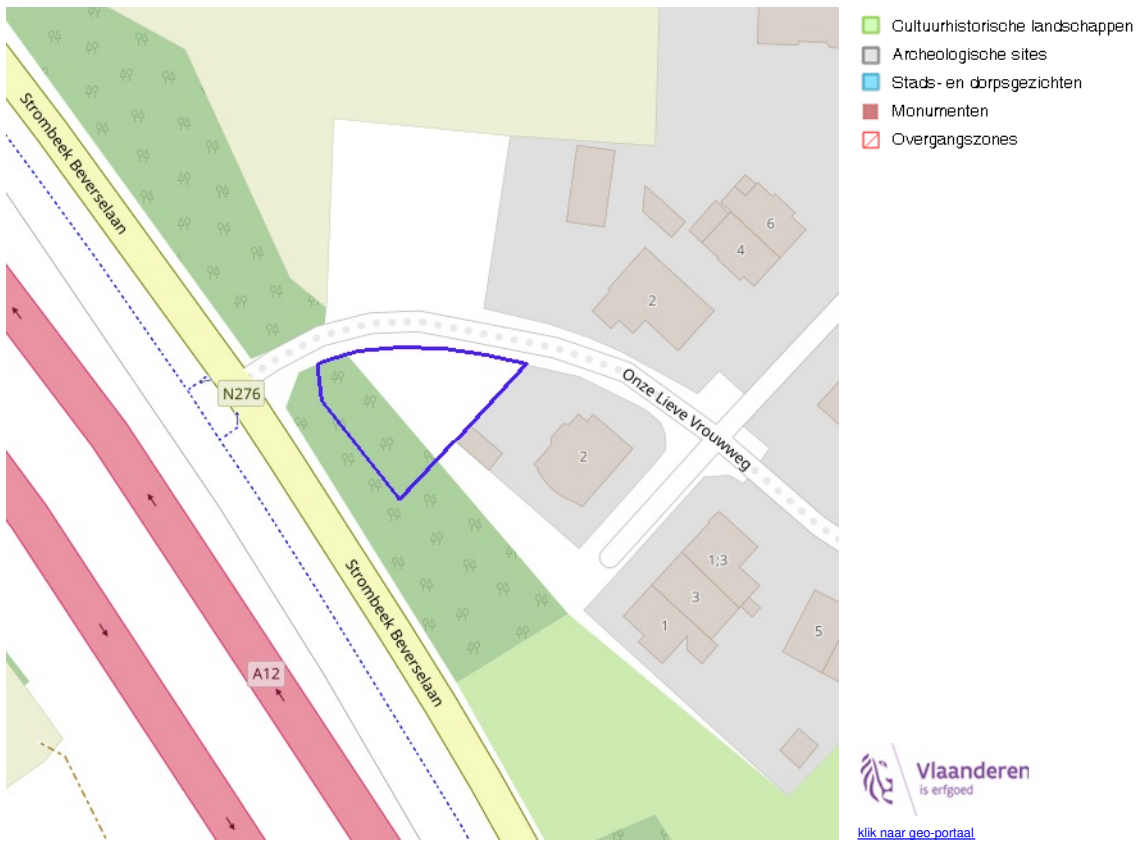 Strombeek Beverselaan
N276
A12
Strombeek Beverselaan
Onze Lieve Vrouwweg
6
4
2
2
1;3
3
1
5
Cultuurhistorische landschappen
Archeologische sites
Stads- en dorpsgezichten
Monumenten
Overgangszones
Vlaanderen
is erfgoed
klik naar geo-portaal